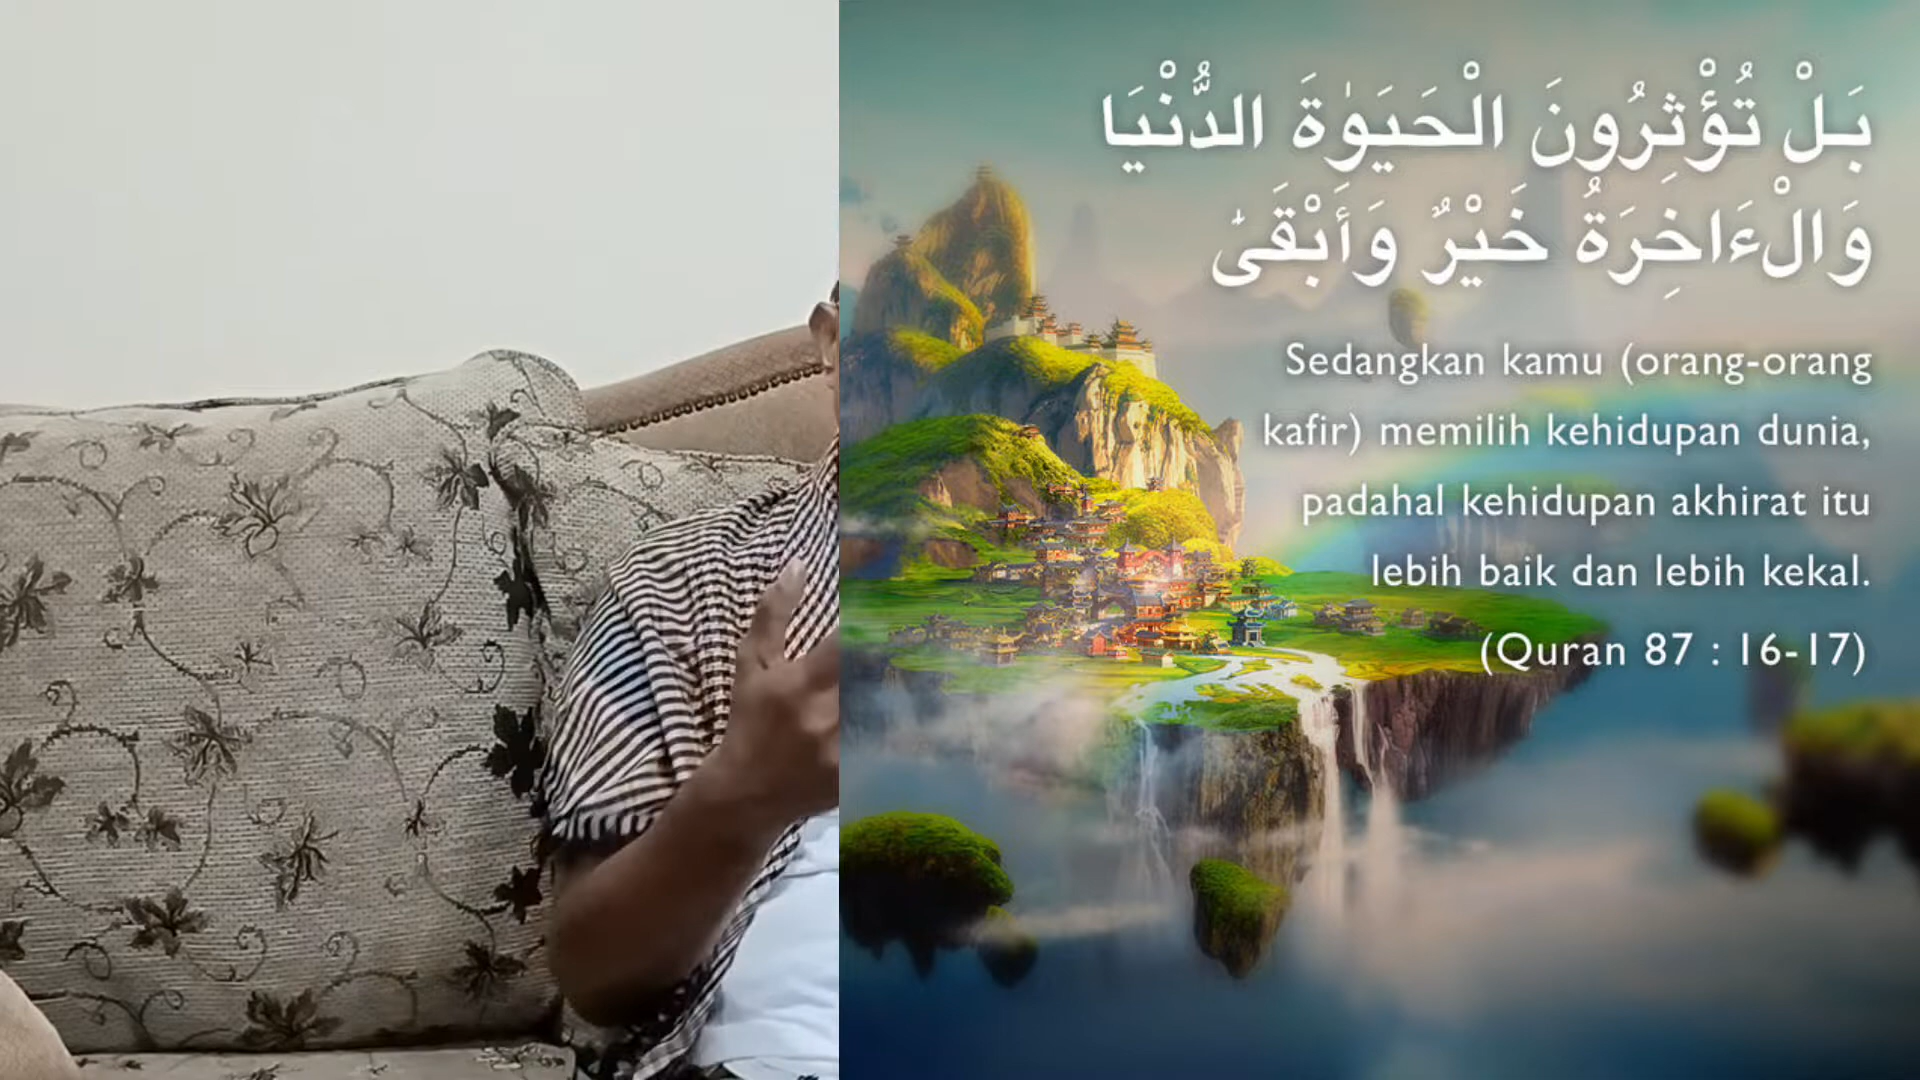 بَلْ تُؤْثِرُونَ الْحَيَوٰةَ الدُّنْيَا
وَالْءَاخِرَةُ خَيْرٌ وَأَبْقَىٰ
Sedangkan kamu (orang-orang
kafir) memilih kehidupan dunia,
padahal kehidupan akhirat itu
lebih baik dan lebih kekal.
(Quran 87 : 16-17)